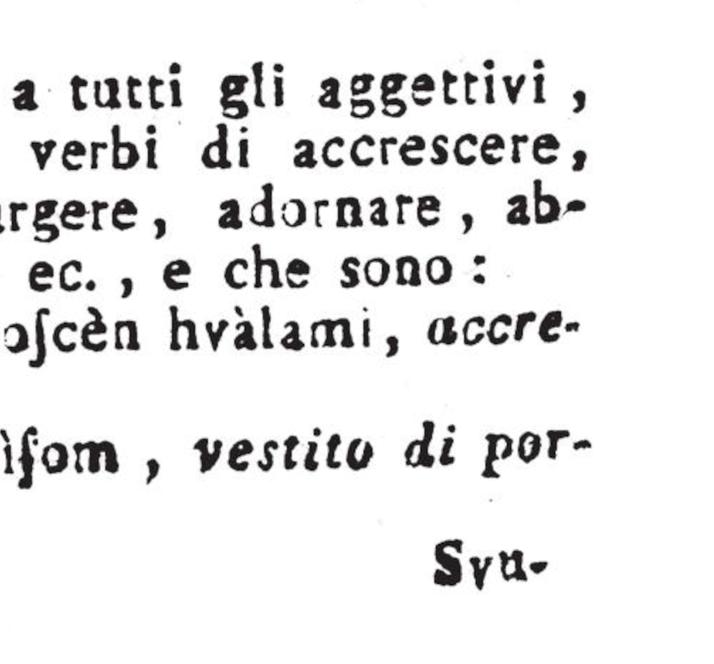 a tutti gli aggettivi ,
verbi di accrescere,
rgere , adornare , ab-
ec. , e che sono :
oſcèn hvàlami, accre-
ìſom , vestito di por-
Svu-